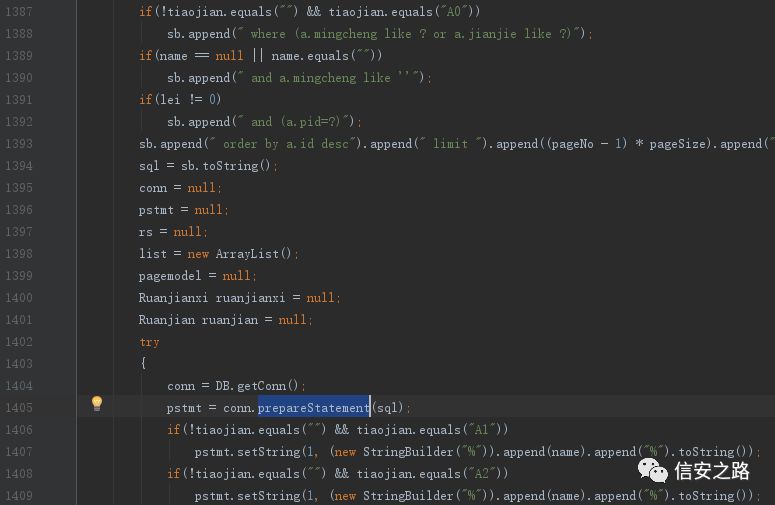 1387 if(!tiaojian.equals("") && tiaojian.equals("A0"))
1388 sb.append(" where (a.mingcheng like ? or a.jianjie like ?)");
1389 if(name == null || name.equals(""))
1390 sb.append(" and a.mingcheng like ''");
1391 if(lei != 0)
1392 sb.append(" and (a.pid=?)");
1393 sb.append(" order by a.id desc").append(" limit ").append((pageNo - 1) * pageSize).append("
1394 sql = sb.toString();
1395 conn = null;
1396 pstmt = null;
1397 rs = null;
1398 list = new ArrayList();
1399 pagemodel = null;
1400 Ruanjianxi ruanjianxi = null;
1401 Ruanjian ruanjian = null;
1402 try
1403 {
1404 conn = DB.getConn();
1405 pstmt = conn.prepareStatement(sql);
1406 if(!tiaojian.equals("") && tiaojian.equals("A1"))
1407 pstmt.setString(1, (new StringBuilder("%")).append(name).append("%").toString());
1408 if(!tiaojian.equals("") && tiaojian.equals("A2"))
1409 pstmt.setString(1, (new StringBuilder("%")).append(name).append("%").toString());
信安之路